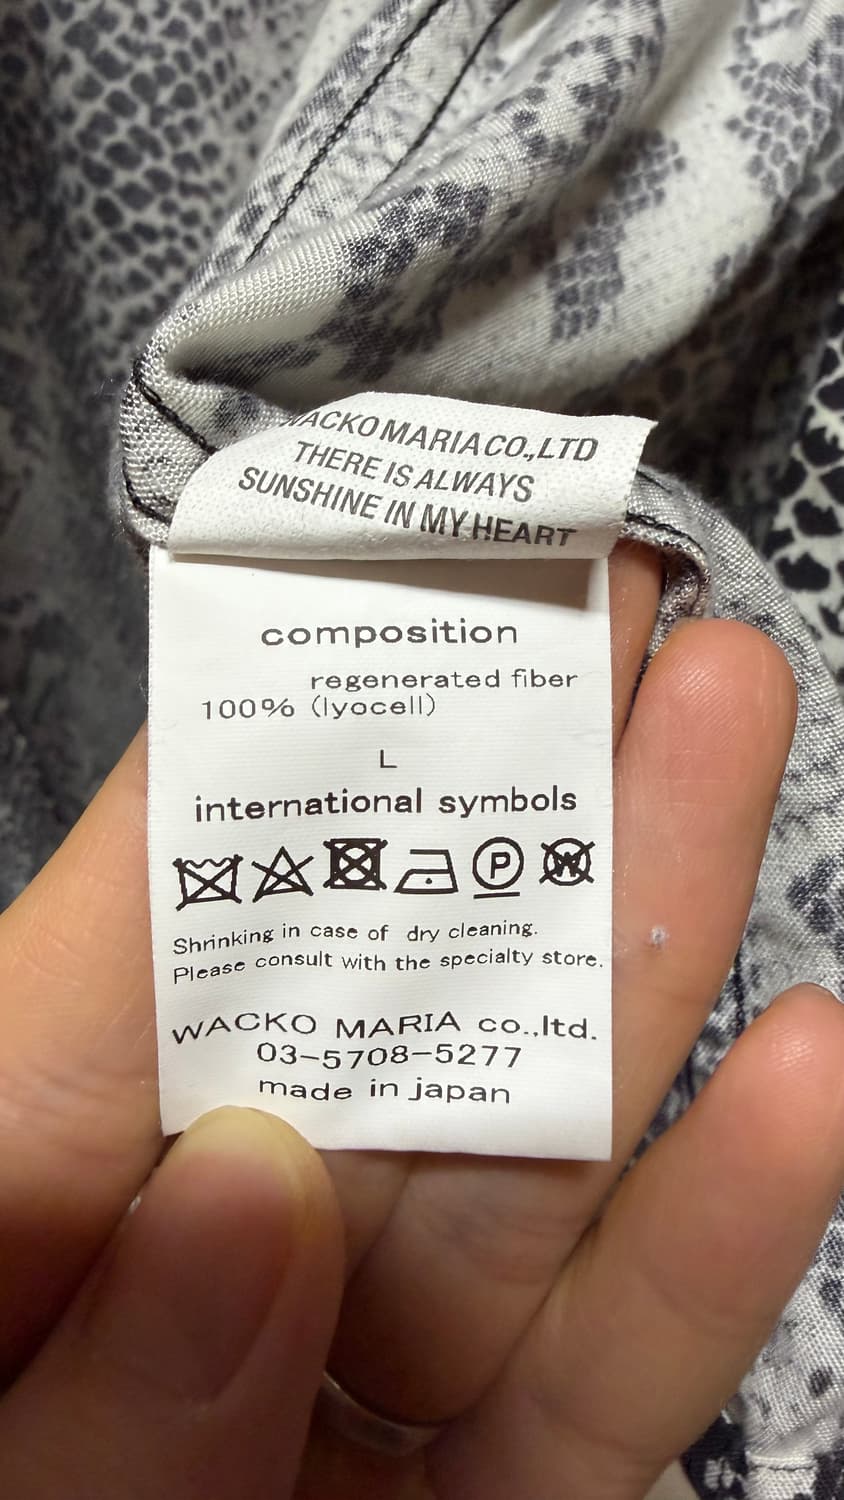 WACKO MARIA CO.,LTD
THERE IS ALWAYS
SUNSHINE IN MY HEART
composition
regenerated fiber
100% (lyocell)
L
international symbols
P W
Shrinking in case of dry cleaning.
Please consult with the specialty store.
WACKO MARIA co.,ltd.
03-5708-5277
made in japan